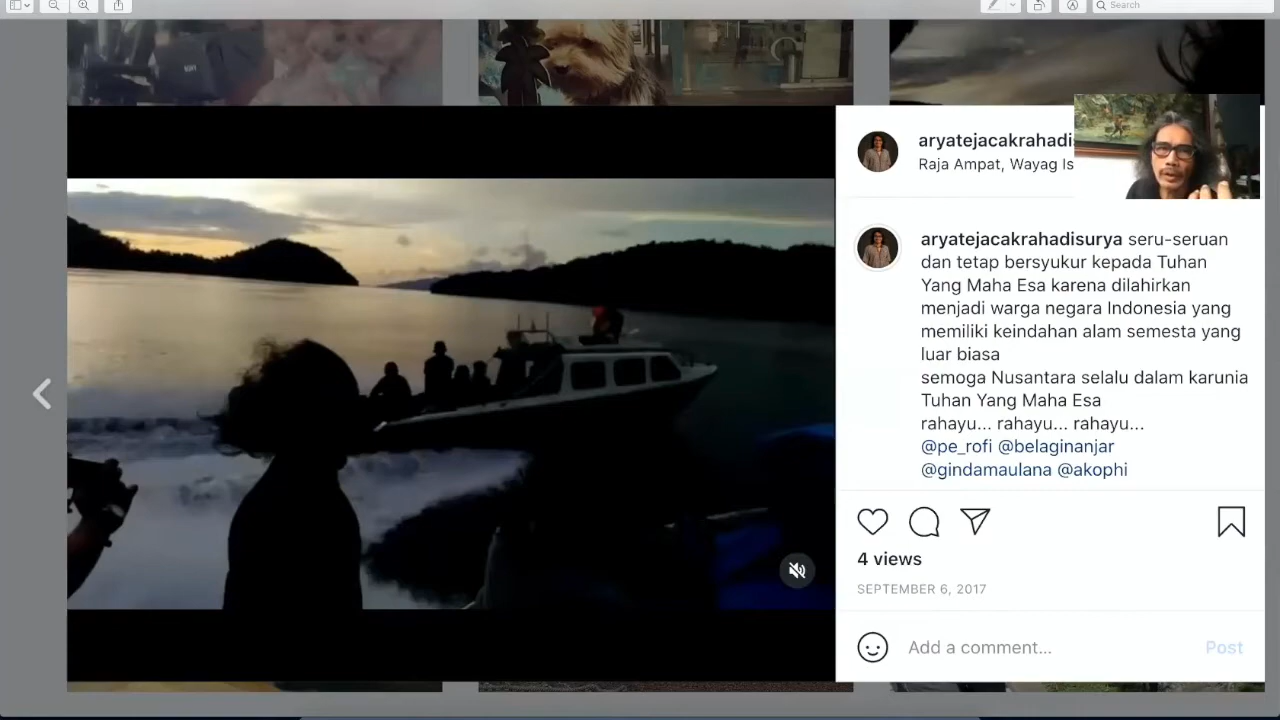 Search
aryatejacakrahadi
Raja Ampat, Wayag Is
aryatejacakrahadisurya seru-seruan
dan tetap bersyukur kepada Tuhan
Yang Maha Esa karena dilahirkan
menjadi warga negara Indonesia yang
memiliki keindahan alam semesta yang
luar biasa
semoga Nusantara selalu dalam karunia
Tuhan Yang Maha Esa
rahayu... rahayu... rahayu...
@pe_rofi @belaginanjar
@gindamaulana @akophi
4 views
SEPTEMBER 6, 2017
Add a comment... Post